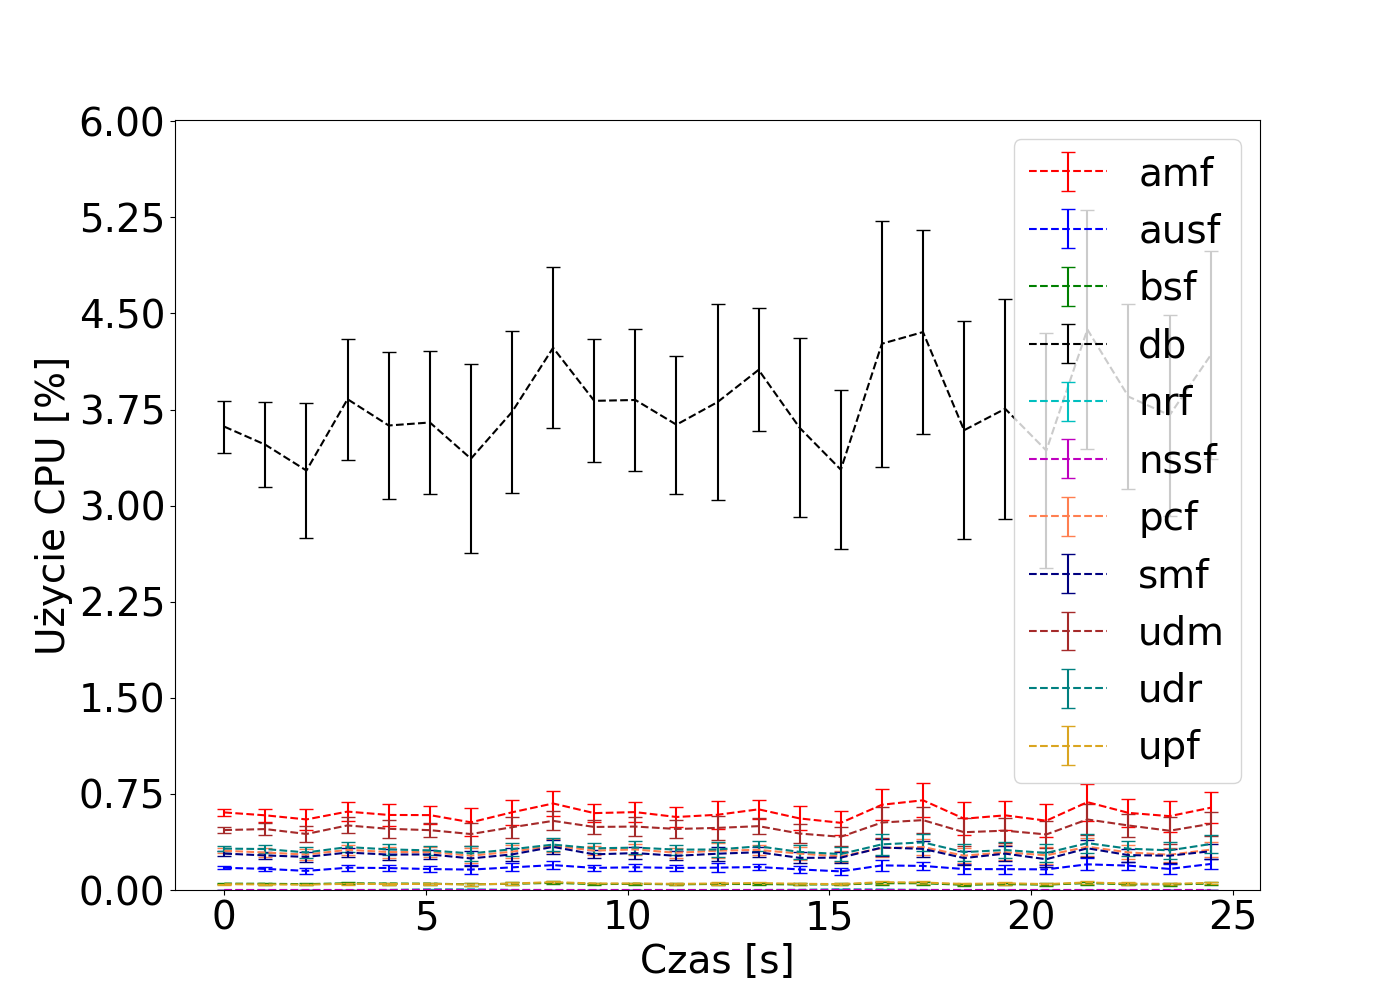 6.00
5.25
4.50
3.75
3.00
2.25
1.50
0.75
0.00
Użycie CPU [%]
0
5
10
15
20
25
Czas [s]
amf
ausf
bsf
db
nrf
nssf
pcf
smf
udm
udr
upf